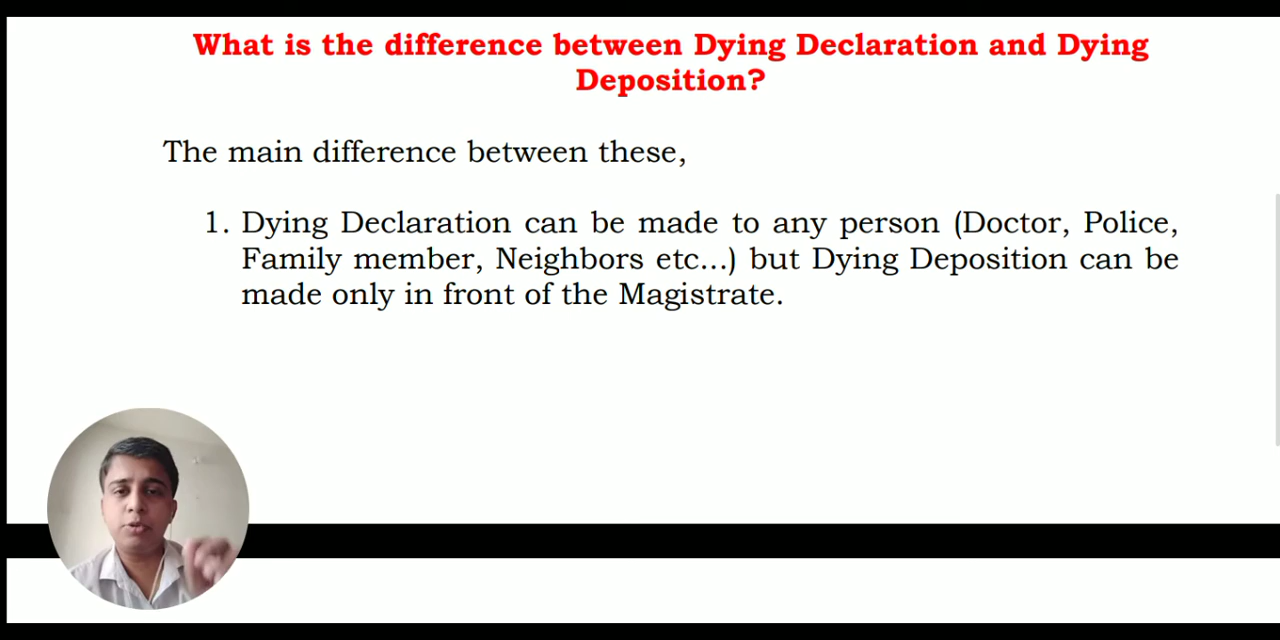 What is the difference between Dying Declaration and Dying
Deposition?
The main difference between these,
1. Dying Declaration can be made to any person (Doctor, Police,
Family member, Neighbors etc...) but Dying Deposition can be
made only in front of the Magistrate.